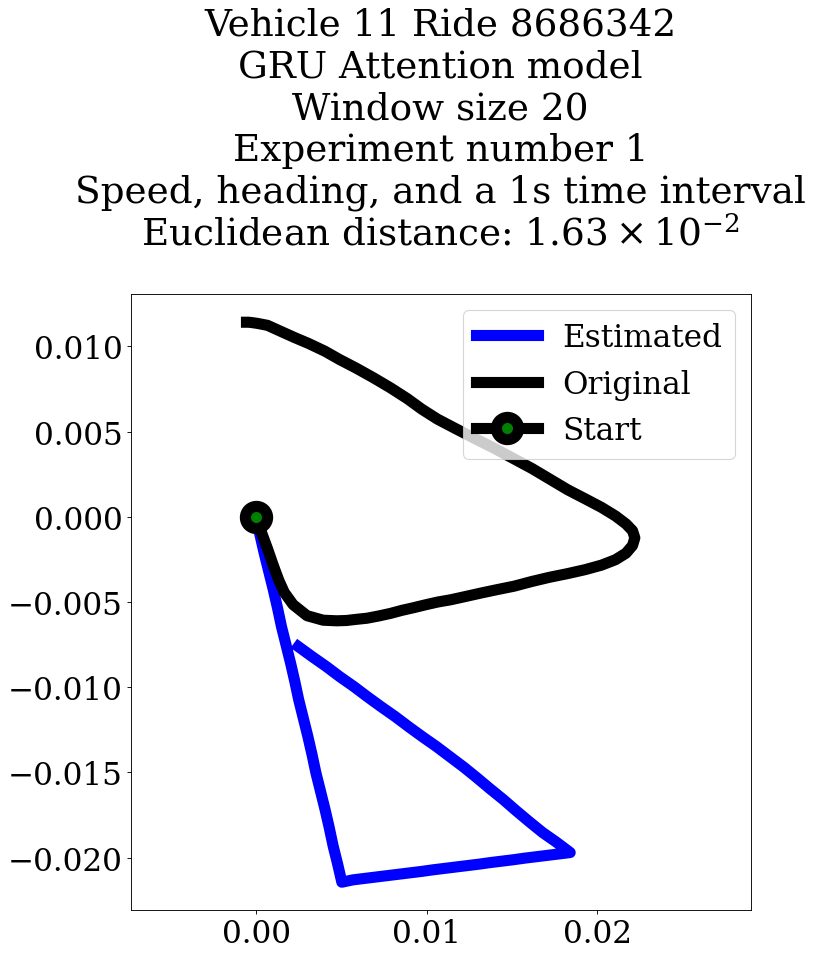 Vehicle 11 Ride 8686342
GRU Attention model
Window size 20
Experiment number 1
Speed, heading, and a 1s time interval
Euclidean distance: 1.63 × 10⁻²
Estimated
Original
Start
0.010
0.005
0.000
−0.005
−0.010
−0.015
−0.020
0.00 0.01 0.02